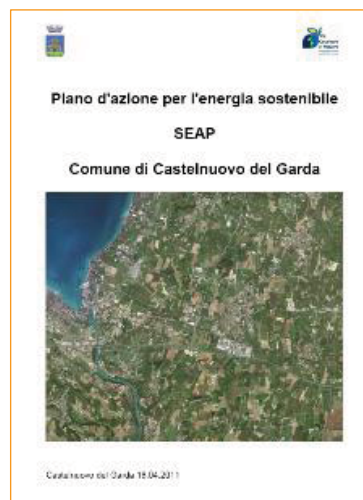 Piano d'azione per l'energia sostenibile
SEAP
Comune di Castelnuovo del Garda
Castelnuovo del Garda 18.04.2011